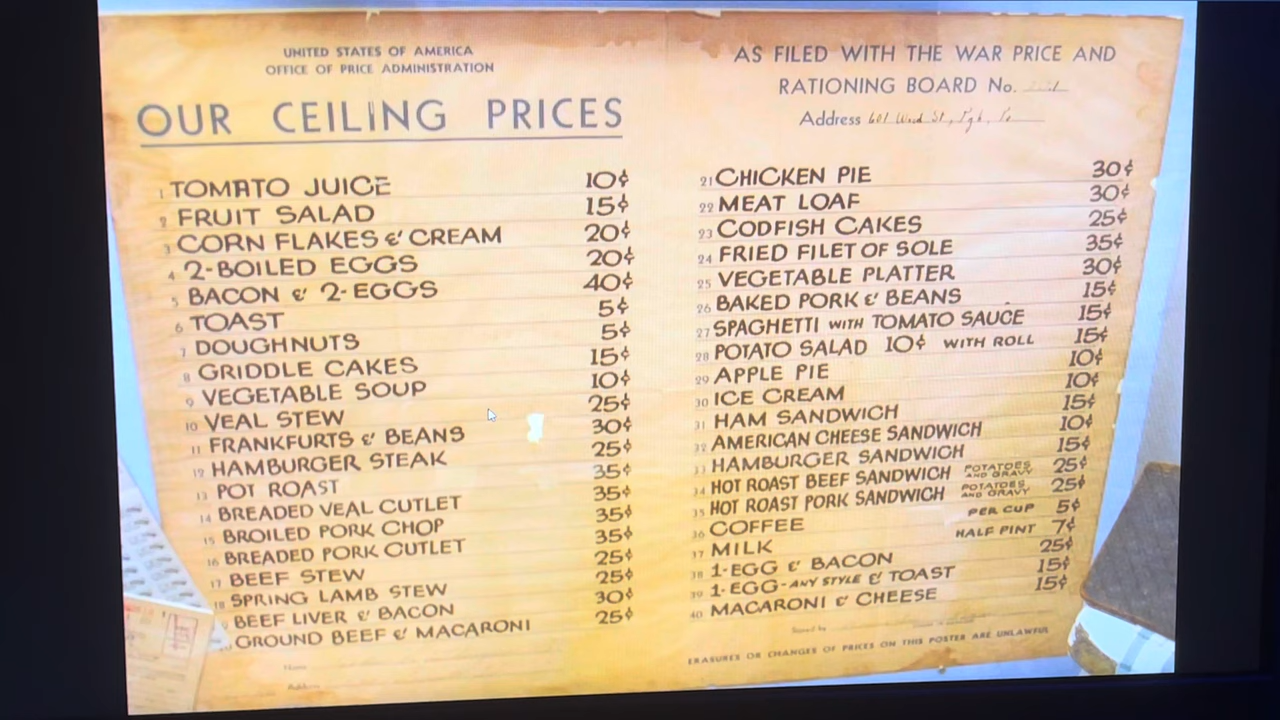 UNITED STATES OF AMERICA
OFFICE OF PRICE ADMINISTRATION
OUR CEILING PRICES
1 TOMATO JUICE 10¢
2 FRUIT SALAD 15¢
3 CORN FLAKES & CREAM 20¢
4 2-BOILED EGGS 20¢
5 BACON & 2-EGGS 40¢
6 TOAST 5¢
7 DOUGHNUTS 5¢
8 GRIDDLE CAKES 15¢
9 VEGETABLE SOUP 10¢
10 VEAL STEW 25¢
11 FRANKFURTS & BEANS 30¢
12 HAMBURGER STEAK 25¢
13 POT ROAST 35¢
14 BREADED VEAL CUTLET 35¢
15 BROILED PORK CHOP 35¢
16 BREADED PORK CUTLET 35¢
17 BEEF STEW 25¢
18 SPRING LAMB STEW 25¢
BEEF LIVER & BACON 30¢
GROUND BEEF & MACARONI 25¢
Name
Address
AS FILED WITH THE WAR PRICE AND
RATIONING BOARD No.
Address 601 Wood St., Pgh, Pa
21 CHICKEN PIE 30¢
22 MEAT LOAF 30¢
23 CODFISH CAKES 25¢
24 FRIED FILET OF SOLE 35¢
25 VEGETABLE PLATTER 30¢
26 BAKED PORK & BEANS 15¢
27 SPAGHETTI WITH TOMATO SAUCE 15¢
28 POTATO SALAD 10¢ WITH ROLL 15¢
29 APPLE PIE 10¢
30 ICE CREAM 10¢
31 HAM SANDWICH 15¢
32 AMERICAN CHEESE SANDWICH 10¢
33 HAMBURGER SANDWICH 15¢
34 HOT ROAST BEEF SANDWICH POTATOES AND GRAVY 25¢
35 HOT ROAST PORK SANDWICH POTATOES AND GRAVY 25¢
36 COFFEE PER CUP 5¢
37 MILK HALF PINT 7¢
38 1-EGG & BACON 25¢
39 1-EGG-ANY STYLE & TOAST 15¢
40 MACARONI & CHEESE 15¢
Signed by
ERASURES OR CHANGES OF PRICES ON THIS POSTER ARE UNLAWFUL